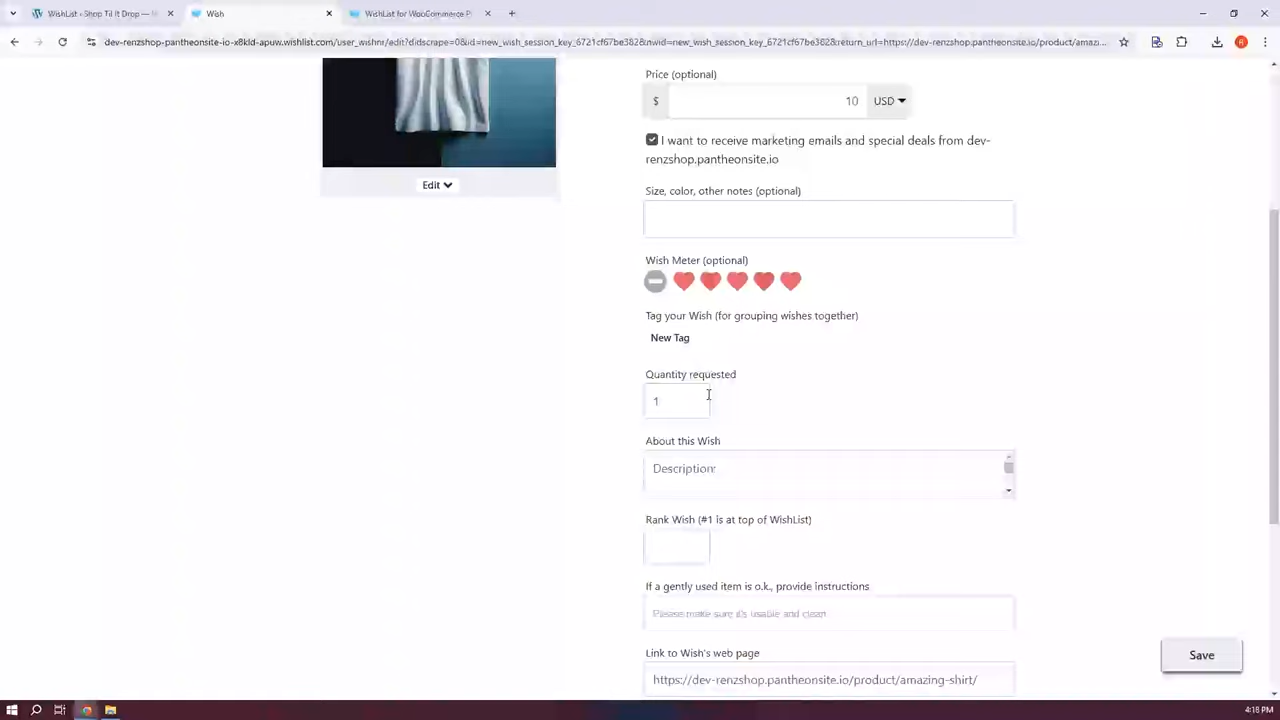 WishList ‹ Shop Til It Drop — W
Wish
WishList for WooCommerce Pl
dev-renzshop-pantheonsite-io-x8kld-apuw.wishlist.com/user_wishnr/edit?didscrape=0&id=new_wish_session_key_6721cf67be382&nwid=new_wish_session_key_6721cf67be382&return_url=https://dev-renzshop.pantheonsite.io/product/amazi...
Price (optional)
$ 10 USD
I want to receive marketing emails and special deals from dev-
renzshop.pantheonsite.io
Edit
Size, color, other notes (optional)
Wish Meter (optional)
Tag your Wish (for grouping wishes together)
New Tag
Quantity requested
1
About this Wish
Description:
Rank Wish (#1 is at top of WishList)
If a gently used item is o.k., provide instructions
Please make sure it's usable and clean
Link to Wish's web page
Save
https://dev-renzshop.pantheonsite.io/product/amazing-shirt/
4:18 PM